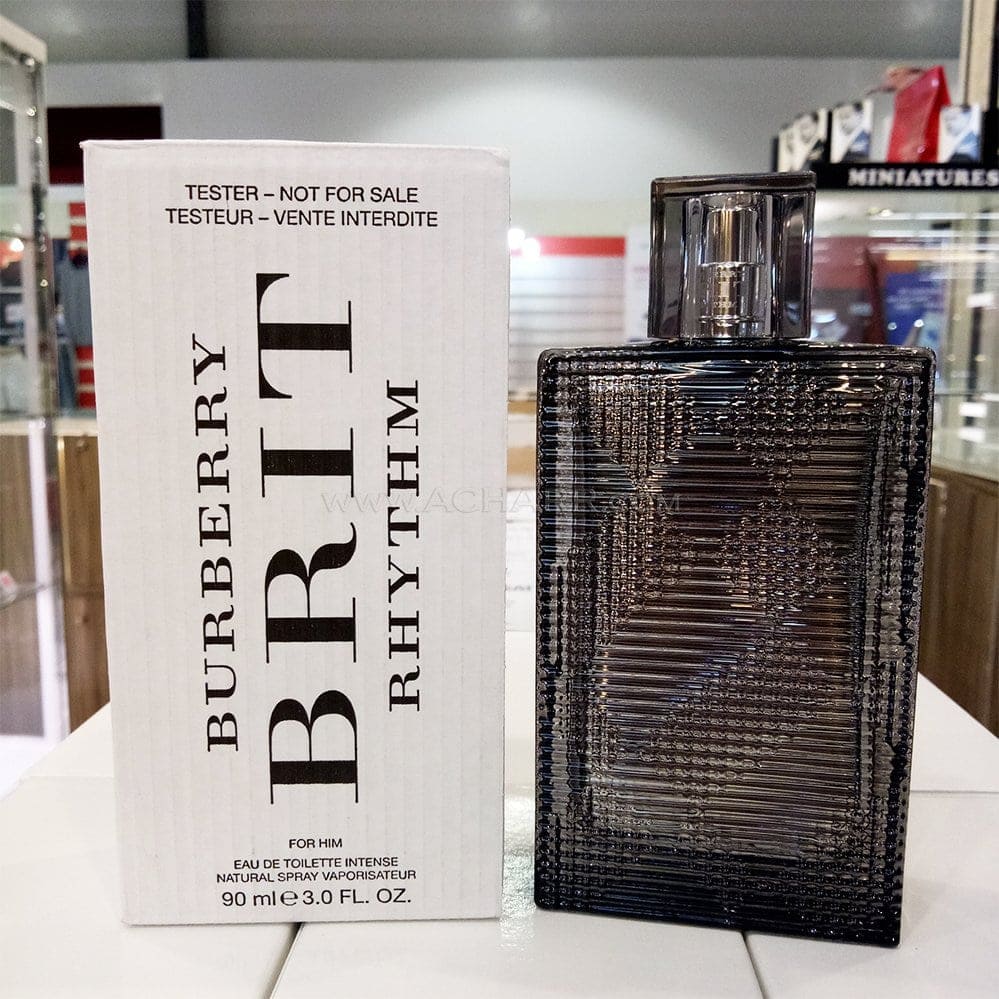 TESTER – NOT FOR SALE
TESTEUR – VENTE INTERDITE
BURBERRY
BRIT
RHYTHM
FOR HIM
EAU DE TOILETTE INTENSE
NATURAL SPRAY VAPORISATEUR
90 ml ℮ 3.0 FL. OZ.
MINIATURES